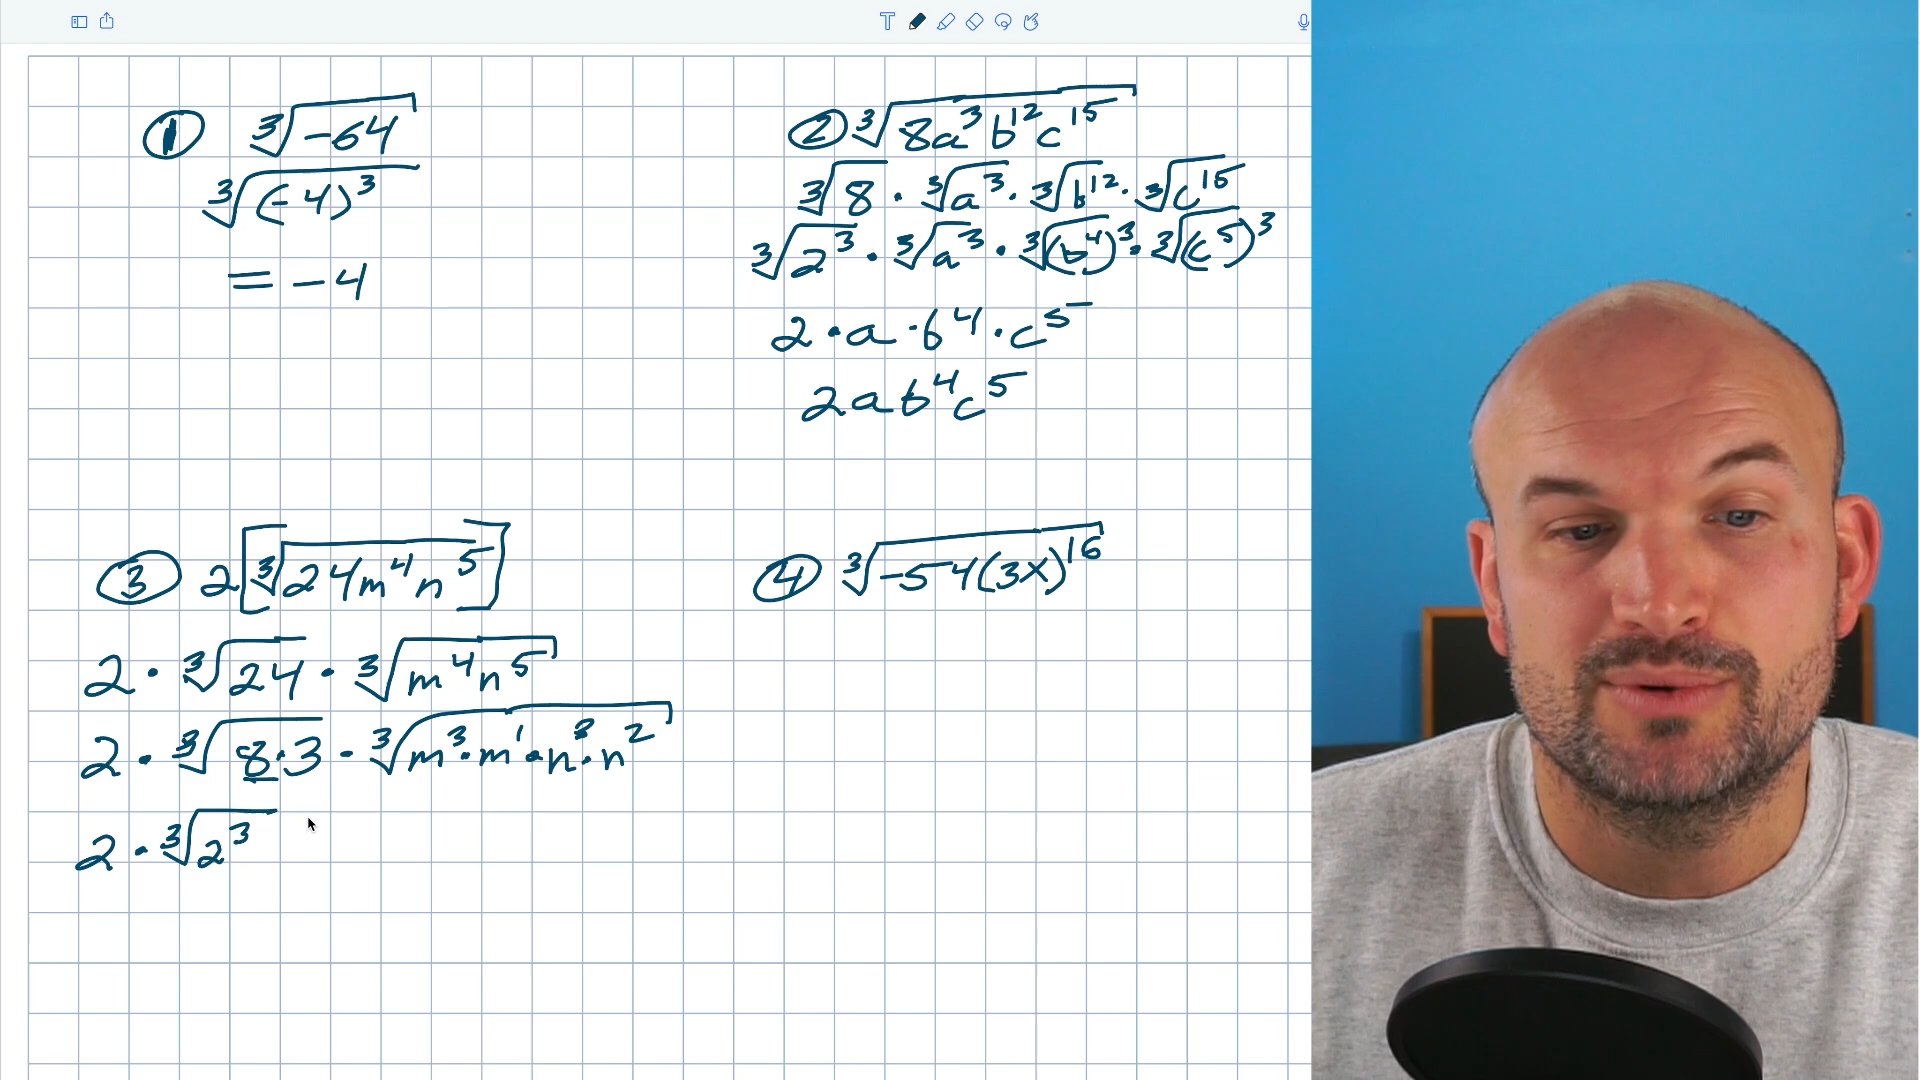 ① ∛(-64)
∛((-4)³)
= -4
② ∛(8a³b¹²c¹⁵)
∛8 · ∛a³ · ∛b¹² · ∛c¹⁵
∛2³ · ∛a³ · ∛(b⁴)³ · ∛(c⁵)³
2 · a · b⁴ · c⁵
2ab⁴c⁵
③ 2[∛(24m⁴n⁵)]
2 · ∛24 · ∛(m⁴n⁵)
2 · ∛(8·3) · ∛(m³·m¹·n³·n²)
2 · ∛2³
④ ∛(-54(3x)¹⁶)